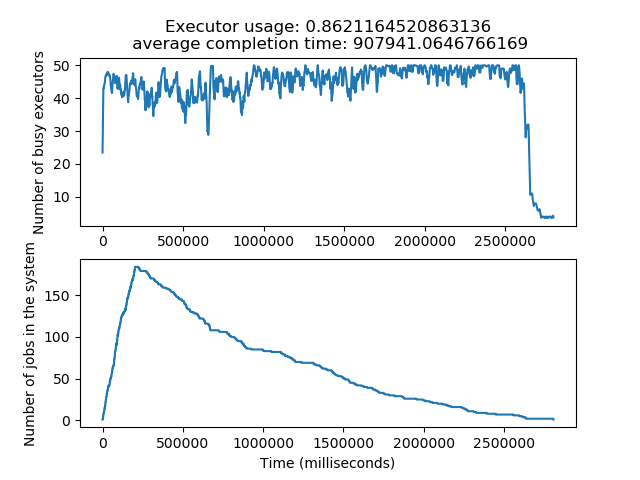 Executor usage: 0.8621164520863136
average completion time: 907941.0646766169
Number of busy executors
50
40
30
20
10
0 500000 1000000 1500000 2000000 2500000
Number of jobs in the system
150
100
50
0
0 500000 1000000 1500000 2000000 2500000
Time (milliseconds)